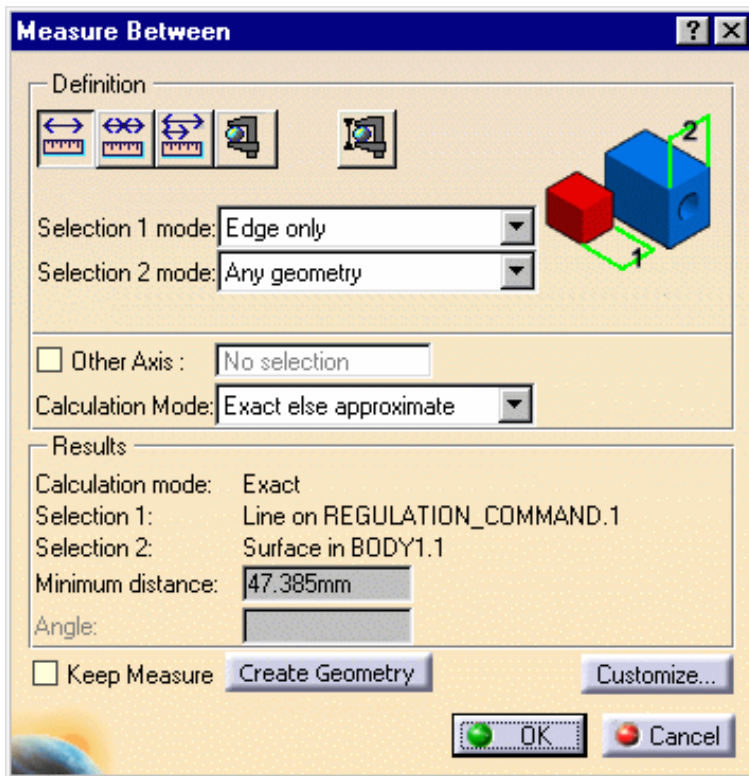 Measure Between
Definition
2
1
Selection 1 mode: Edge only
Selection 2 mode: Any geometry
Other Axis : No selection
Calculation Mode: Exact else approximate
Results
Calculation mode: Exact
Selection 1: Line on REGULATION_COMMAND.1
Selection 2: Surface in BODY1.1
Minimum distance: 47.385mm
Angle:
Keep Measure Create Geometry Customize...
OK Cancel